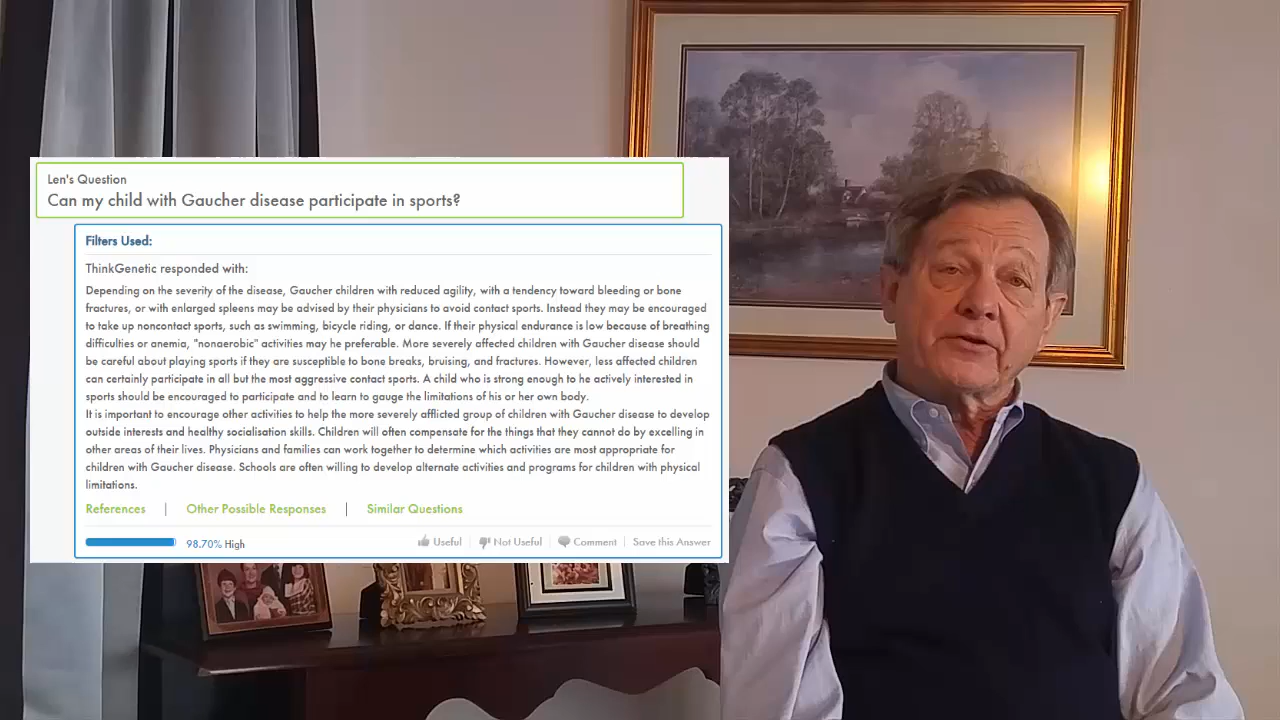 Len's Question
Can my child with Gaucher disease participate in sports?
Filters Used:
ThinkGenetic responded with:
Depending on the severity of the disease, Gaucher children with reduced agility, with a tendency toward bleeding or bone
fractures, or with enlarged spleens may be advised by their physicians to avoid contact sports. Instead they may be encouraged
to take up noncontact sports, such as swimming, bicycle riding, or dance. If their physical endurance is low because of breathing
difficulties or anemia, "nonaerobic" activities may he preferable. More severely affected children with Gaucher disease should
be careful about playing sports if they are susceptible to bane breaks, bruising, and fractures. However, less affected children
can certainly participate in all but the most aggressive contact sports. A child who is strong enough to he actively interested in
sports should be encouraged to participate and to learn to gauge the limitations of his or her own body.
It is important to encourage other activities to help the more severely afflicted group of children with Gaucher disease to develop
outside interests and healthy socialisation skills. Children will often compensate for the things that they cannot do by excelling in
other areas of their lives. Physicians and families can work together to determine which activities are most appropriate for
children with Gaucher disease. Schools are often willing to develop alternate activities and programs for children with physical
limitations.
References | Other Possible Responses | Similar Questions
98.70% High Useful | Not Useful | Comment | Save this Answer